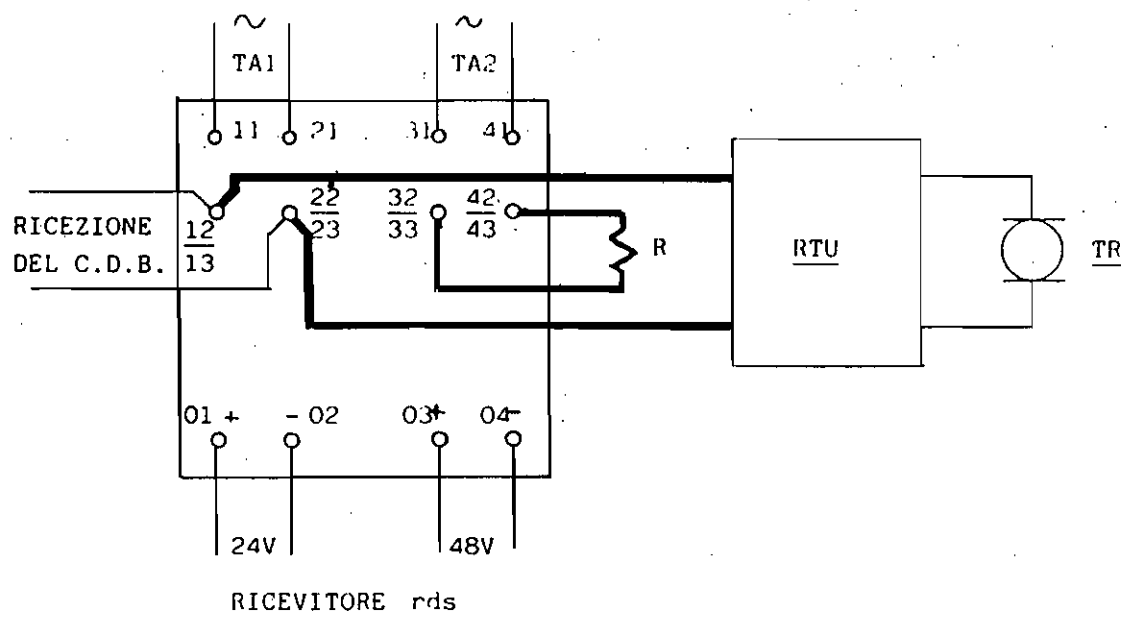 ~ ~
TA1 TA2
11 21 31 41
22 32 42
23 33 43
RICEZIONE 12
DEL C.D.B. 13
R RTU TR
01 + - 02 03 + 04 -
24V 48V
RICEVITORE rds